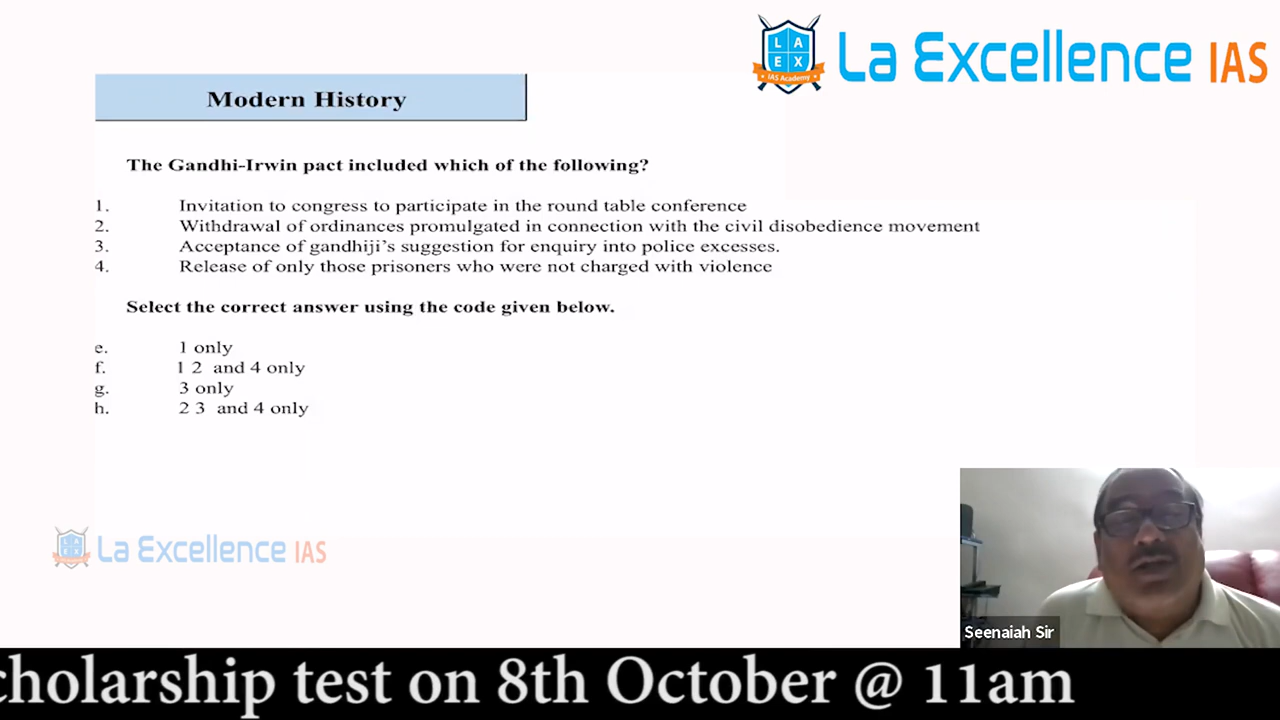 L A
E X
IAS Academy
La Excellence IAS
Modern History
The Gandhi-Irwin pact included which of the following?
1. Invitation to congress to participate in the round table conference
2. Withdrawal of ordinances promulgated in connection with the civil disobedience movement
3. Acceptance of gandhiji's suggestion for enquiry into police excesses.
4. Release of only those prisoners who were not charged with violence
Select the correct answer using the code given below.
e. 1 only
f. 1 2 and 4 only
g. 3 only
h. 2 3 and 4 only
L A
E X
La Excellence IAS
Seenaiah Sir
cholarship test on 8th October @ 11am